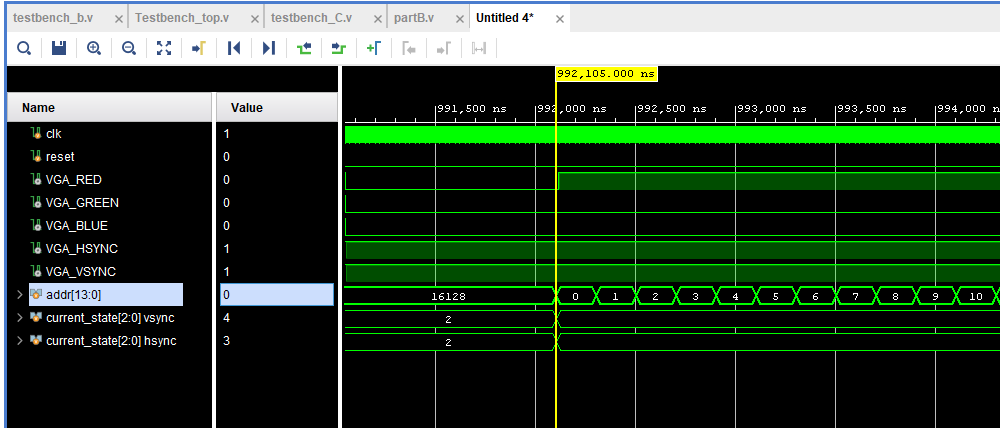 testbench_b.v × Testbench_top.v × testbench_C.v × partB.v × Untitled 4* ×
992,105.000 ns
Name Value
991,500 ns 992,000 ns 992,500 ns 993,000 ns 993,500 ns 994,000
clk 1
reset 0
VGA_RED 0
VGA_GREEN 0
VGA_BLUE 0
VGA_HSYNC 1
VGA_VSYNC 1
addr[13:0] 0 16128 0 1 2 3 4 5 6 7 8 9 10
current_state[2:0] vsync 4 2
current_state[2:0] hsync 3 2